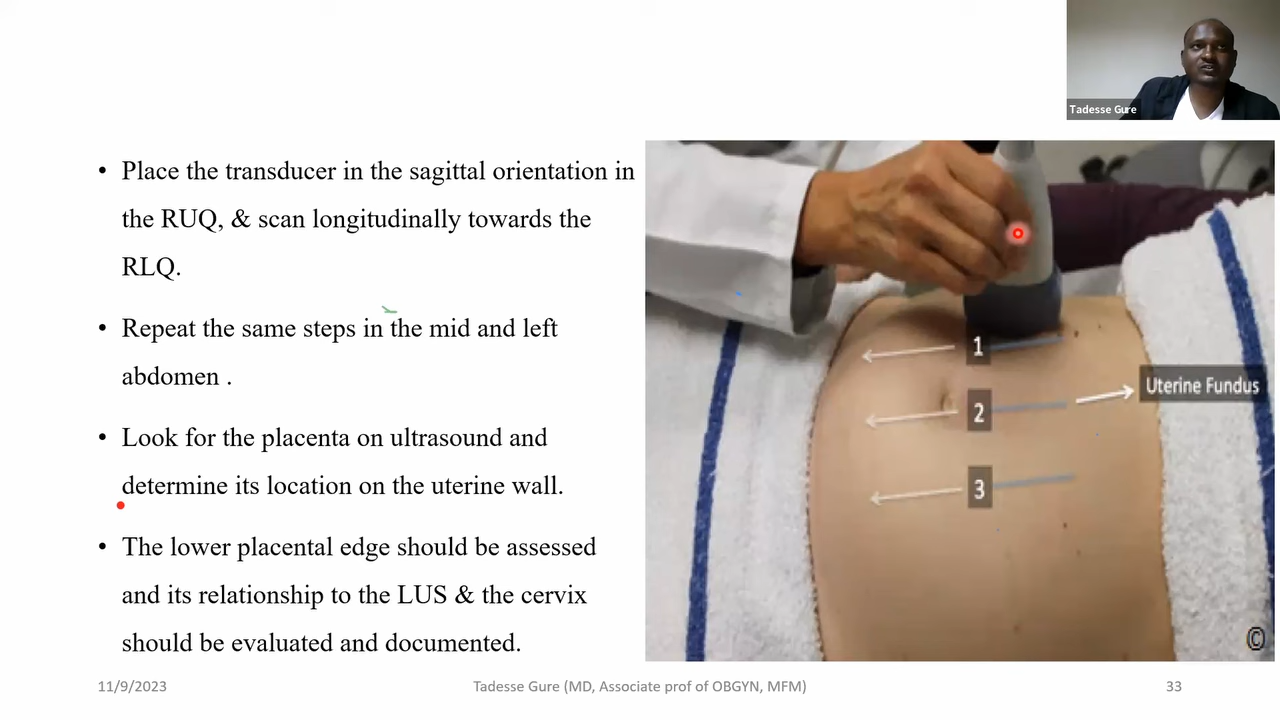 Tadesse Gure
• Place the transducer in the sagittal orientation in
the RUQ, & scan longitudinally towards the
RLQ.
• Repeat the same steps in the mid and left
abdomen .
• Look for the placenta on ultrasound and
determine its location on the uterine wall.
• The lower placental edge should be assessed
and its relationship to the LUS & the cervix
should be evaluated and documented.
1
2
Uterine Fundus
3
©
11/9/2023
Tadesse Gure (MD, Associate prof of OBGYN, MFM)
33